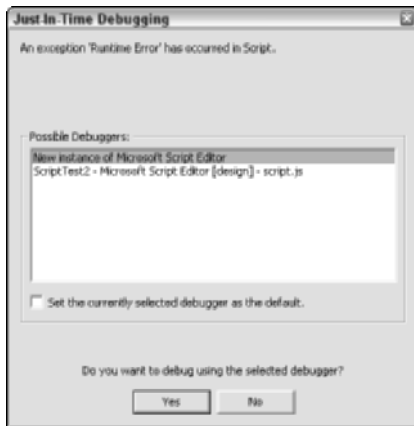 Just-In-Time Debugging
An exception 'Runtime Error' has occurred in Script.
Possible Debuggers:
New instance of Microsoft Script Editor
ScriptTest2 - Microsoft Script Editor [design] - script.js
Set the currently selected debugger as the default.
Do you want to debug using the selected debugger?
Yes No